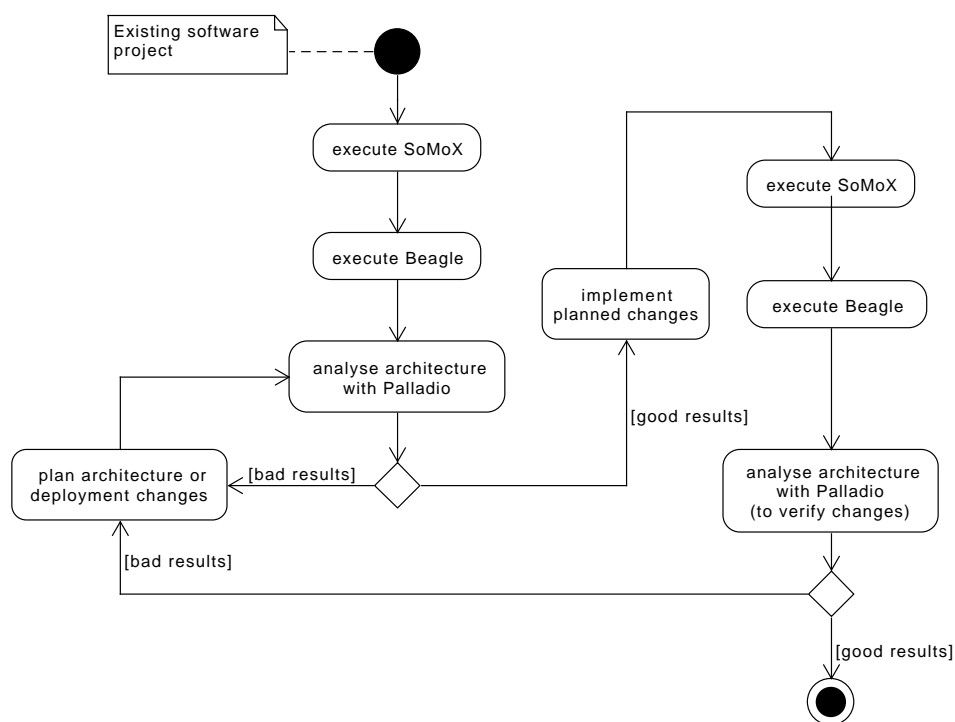 Existing software
project
execute SoMoX
execute Beagle
analyse architecture
with Palladio
[bad results]
plan architecture or
deployment changes
[bad results]
[good results]
implement
planned changes
execute SoMoX
execute Beagle
analyse architecture
with Palladio
(to verify changes)
[good results]